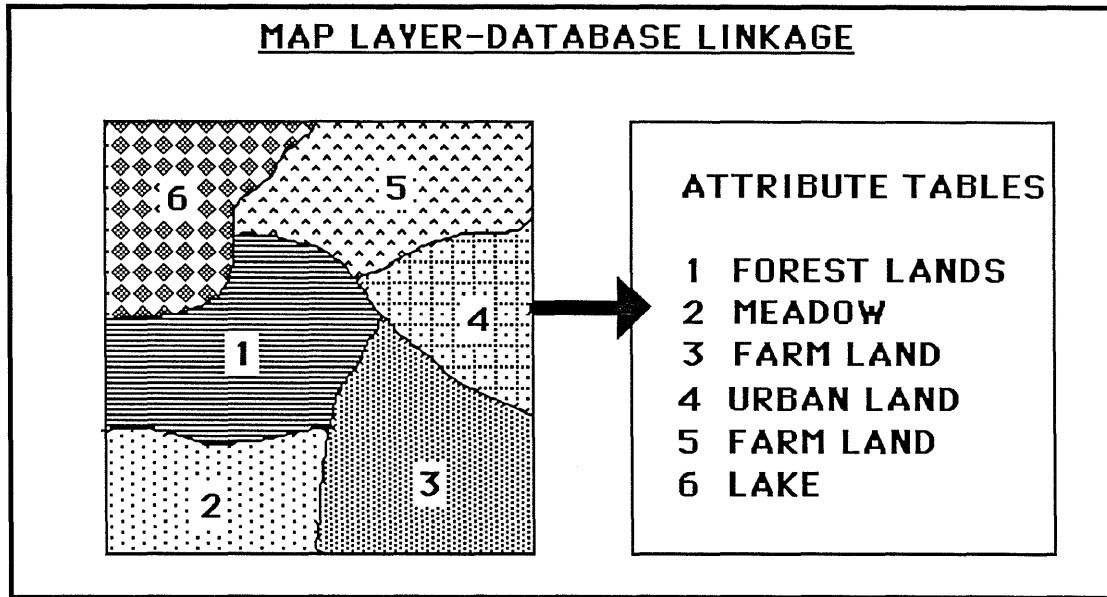 MAP LAYER-DATABASE LINKAGE
6
5
4
1
3
2
ATTRIBUTE TABLES
1 FOREST LANDS
2 MEADOW
3 FARM LAND
4 URBAN LAND
5 FARM LAND
6 LAKE